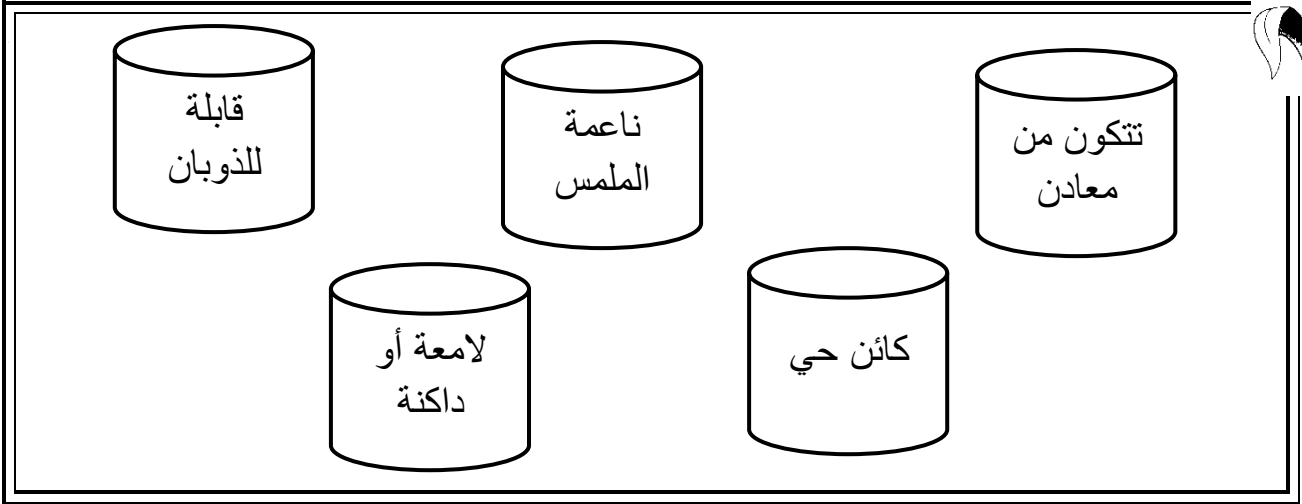 تتكون من
معادن
ناعمة
الملمس
قابلة
للذوبان
كائن حي
لامعة أو
داكنة